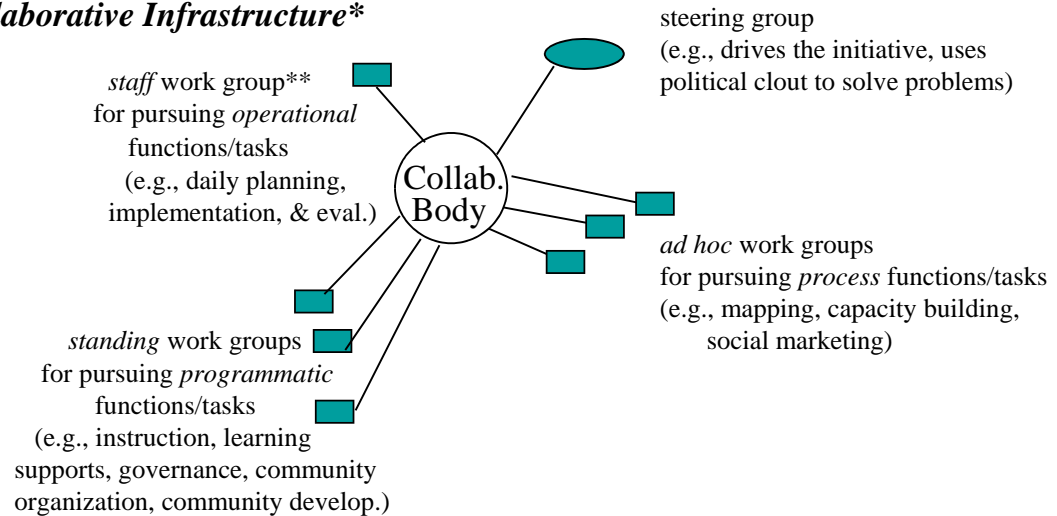 laborative Infrastructure*
steering group
(e.g., drives the initiative, uses
political clout to solve problems)
staff work group**
for pursuing operational
functions/tasks
(e.g., daily planning,
implementation, & eval.)
Collab.
Body
ad hoc work groups
for pursuing process functions/tasks
(e.g., mapping, capacity building,
social marketing)
standing work groups
for pursuing programmatic
functions/tasks
(e.g., instruction, learning
supports, governance, community
organization, community develop.)